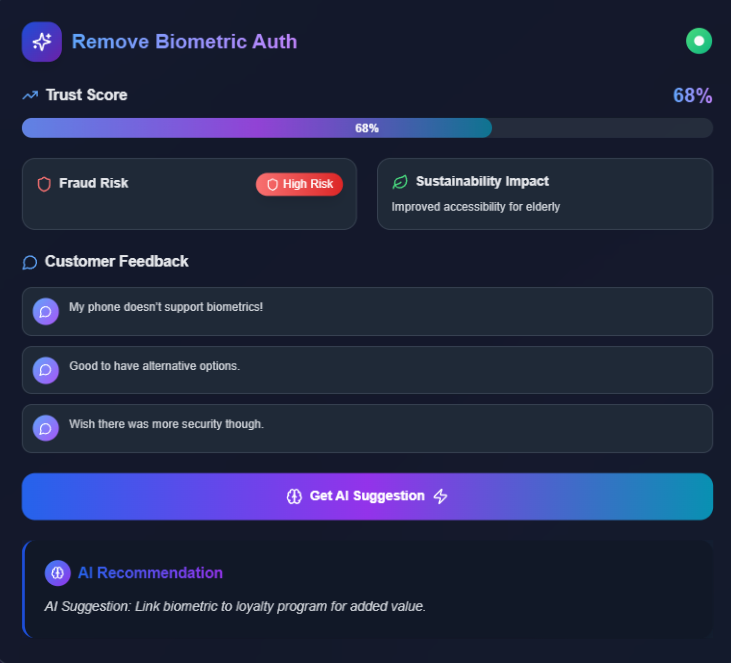 Remove Biometric Auth
Trust Score
68%
68%
Fraud Risk
High Risk
Sustainability Impact
Improved accessibility for elderly
Customer Feedback
My phone doesn't support biometrics!
Good to have alternative options.
Wish there was more security though.
Get AI Suggestion
AI Recommendation
AI Suggestion: Link biometric to loyalty program for added value.